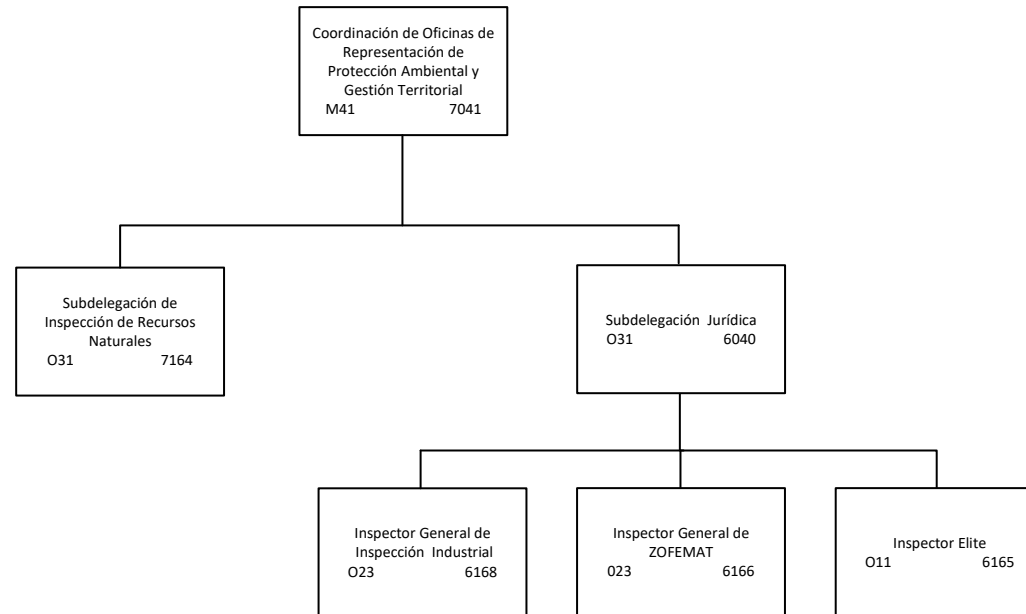 Coordinación de Oficinas de
Representación de
Protección Ambiental y
Gestión Territorial
M41 7041
Subdelegación de
Inspección de Recursos
Naturales
O31 7164
Subdelegación Jurídica
O31 6040
Inspector General de
Inspección Industrial
O23 6168
Inspector General de
ZOFEMAT
023 6166
Inspector Elite
O11 6165